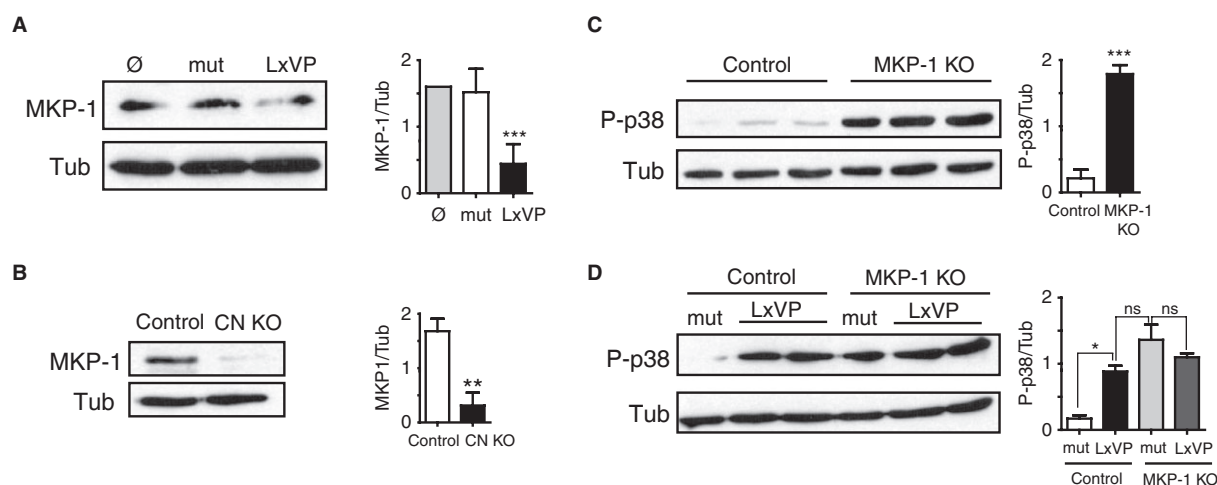 A
Ø mut LxVP
MKP-1
Tub
2
1
0
MKP-1/Tub
***
Ø mut LxVP
B
Control CN KO
MKP-1
Tub
2
1
0
MKP1/Tub
**
Control CN KO
C
Control MKP-1 KO
P-p38
Tub
2
1
0
P-p38/Tub
***
Control MKP-1
KO
D
Control MKP-1 KO
mut LxVP mut LxVP
P-p38
Tub
2
1
0
P-p38/Tub
* ns ns
mut LxVP mut LxVP
Control MKP-1 KO